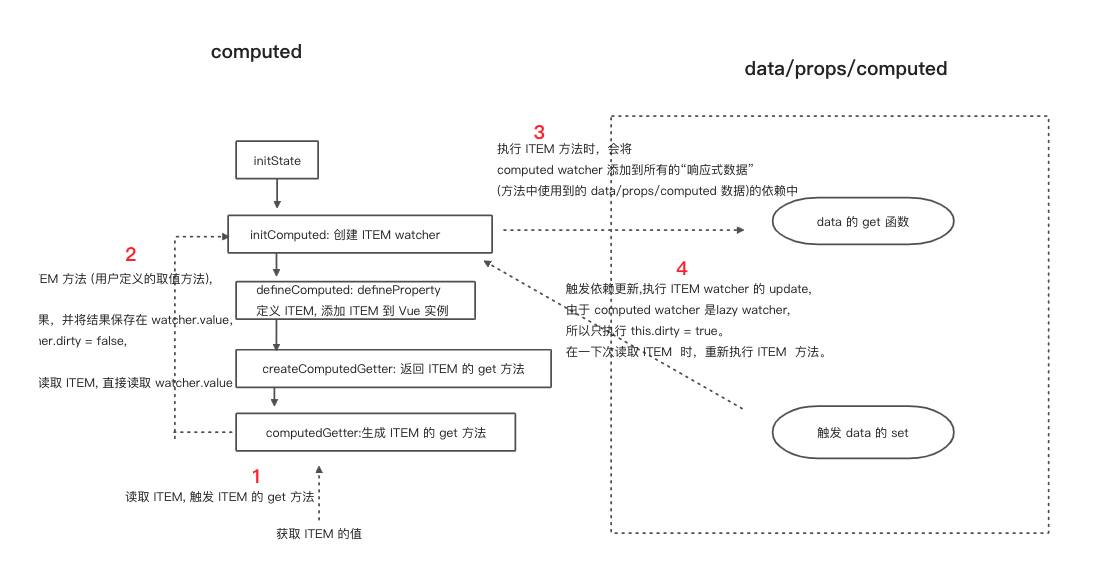 computed
data/props/computed
3
执行 ITEM 方法时，会将
computed watcher 添加到所有的“响应式数据”
(方法中使用到的 data/props/computed 数据)的依赖中
initState
data 的 get 函数
initComputed: 创建 ITEM watcher
2
EM 方法 (用户定义的取值方法),
果，并将结果保存在 watcher.value,
er.dirty = false,
读取 ITEM, 直接读取 watcher.value
defineComputed: defineProperty
定义 ITEM, 添加 ITEM 到 Vue 实例
4
触发依赖更新,执行 ITEM watcher 的 update,
由于 computed watcher 是lazy watcher,
所以只执行 this.dirty = true。
在一下次读取 ITEM 时，重新执行 ITEM 方法。
createComputedGetter: 返回 ITEM 的 get 方法
computedGetter:生成 ITEM 的 get 方法
触发 data 的 set
1
读取 ITEM, 触发 ITEM 的 get 方法
获取 ITEM 的值